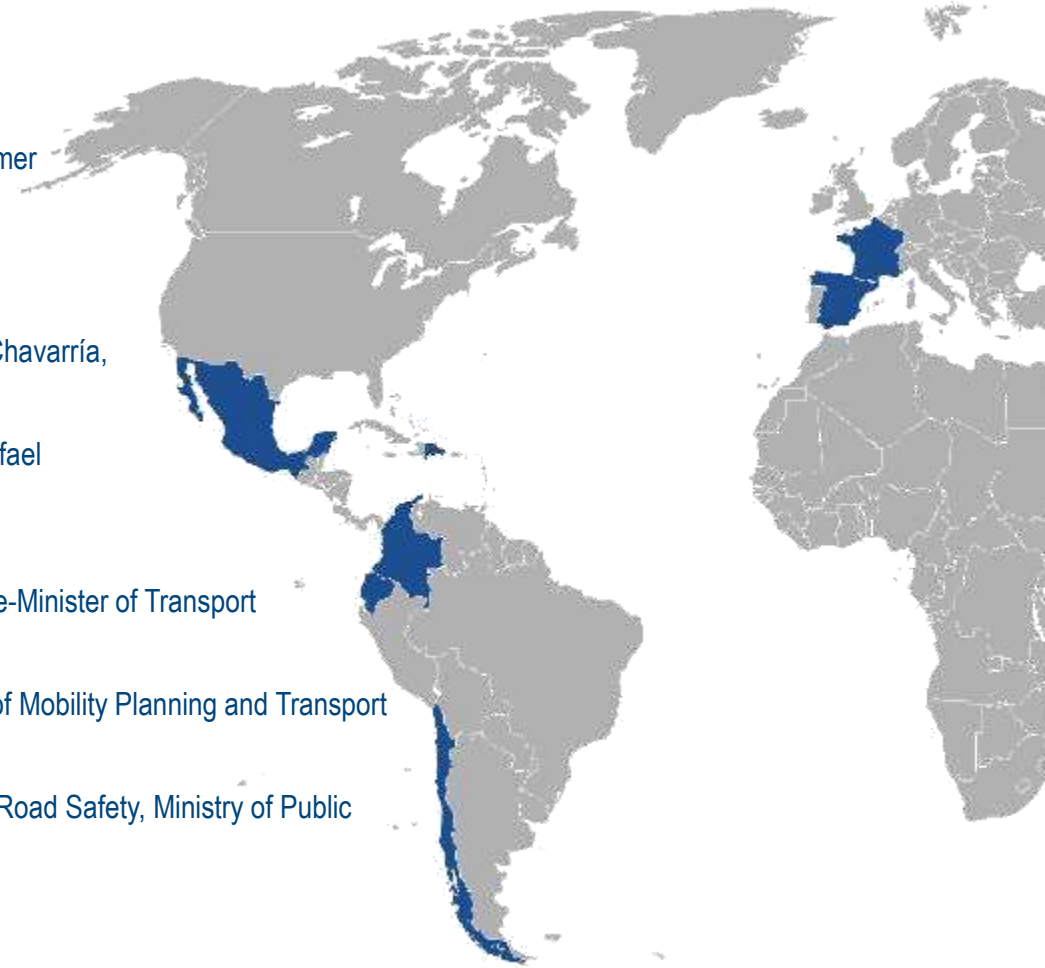 mer
Chavarría,
fael
e-Minister of Transport
of Mobility Planning and Transport
Road Safety, Ministry of Public